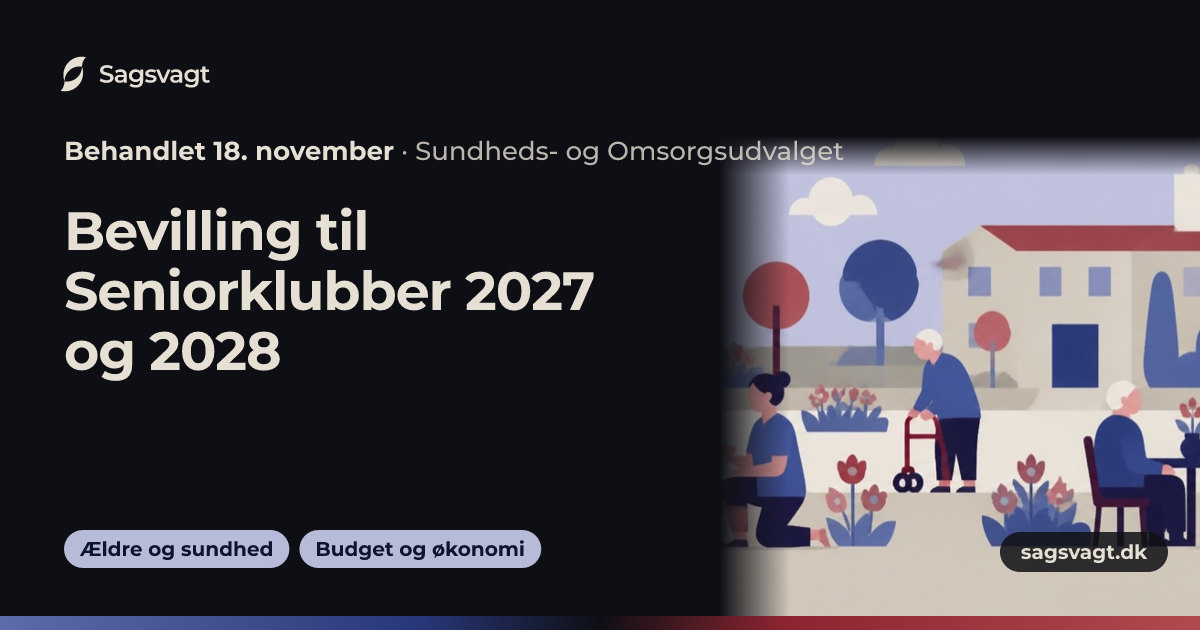 Sagsvagt
Behandlet 18. november · Sundheds- og Omsorgsudvalget
Bevilling til
Seniorklubber 2027
og 2028
Ældre og sundhed
Budget og økonomi
sagsvagt.dk